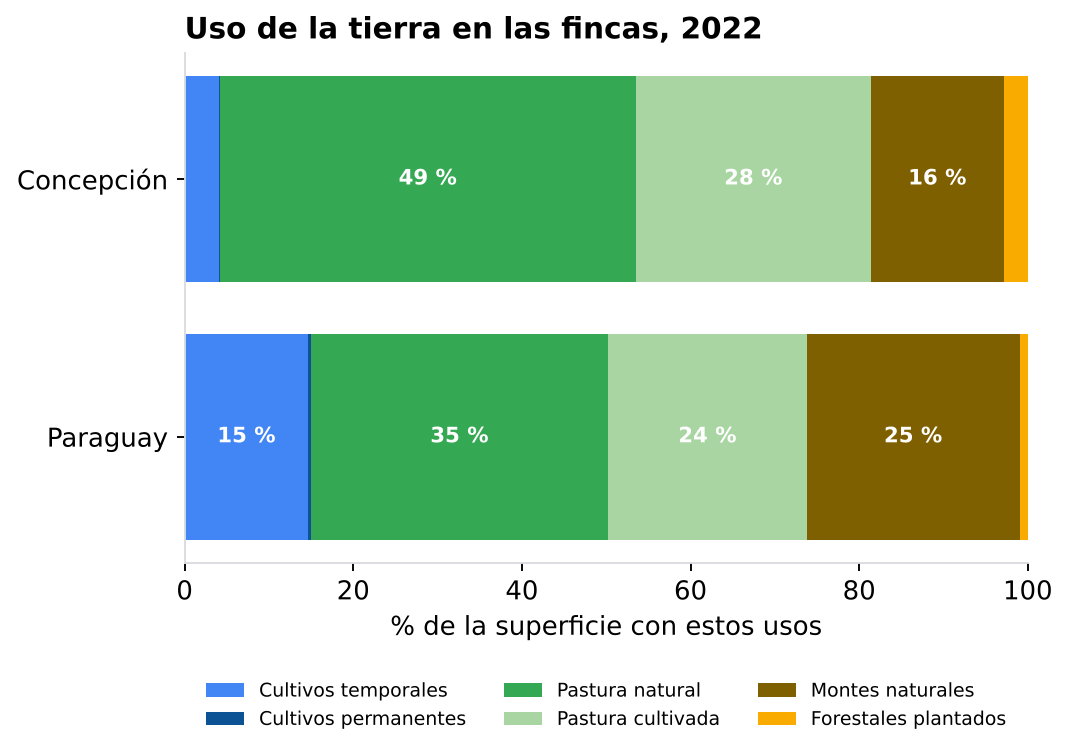 Uso de la tierra en las fincas, 2022
Concepción
49 %
28 %
16 %
Paraguay
15 %
35 %
24 %
25 %
0
20
40
60
80
100
% de la superficie con estos usos
Cultivos temporales
Pastura natural
Montes naturales
Cultivos permanentes
Pastura cultivada
Forestales plantados